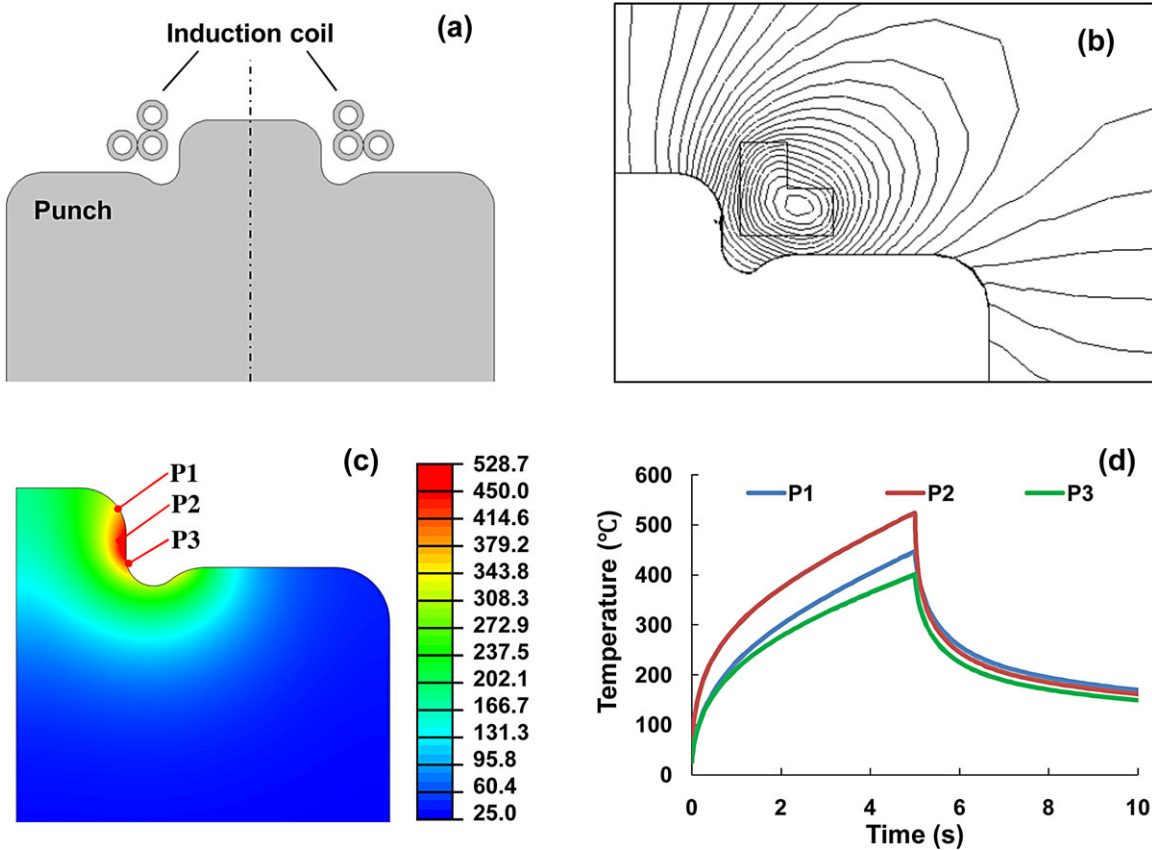 Induction coil
(a)
Punch
(b)
(c)
P1
P2
P3
528.7
450.0
414.6
379.2
343.8
308.3
272.9
237.5
202.1
166.7
131.3
95.8
60.4
25.0
(d)
Temperature (℃)
600
500
400
300
200
100
0
P1 P2 P3
0 2 4 6 8 10
Time (s)